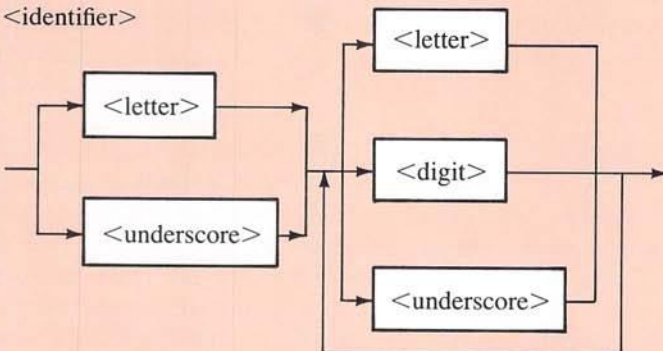 <identifier>
<letter>
<letter>
<digit>
<underscore>
<underscore>